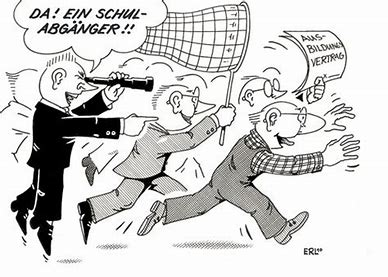 DA! EIN SCHUL-
ABGÄNGER!!
AUS-
BILDUNGS
VERTRAG
ERL